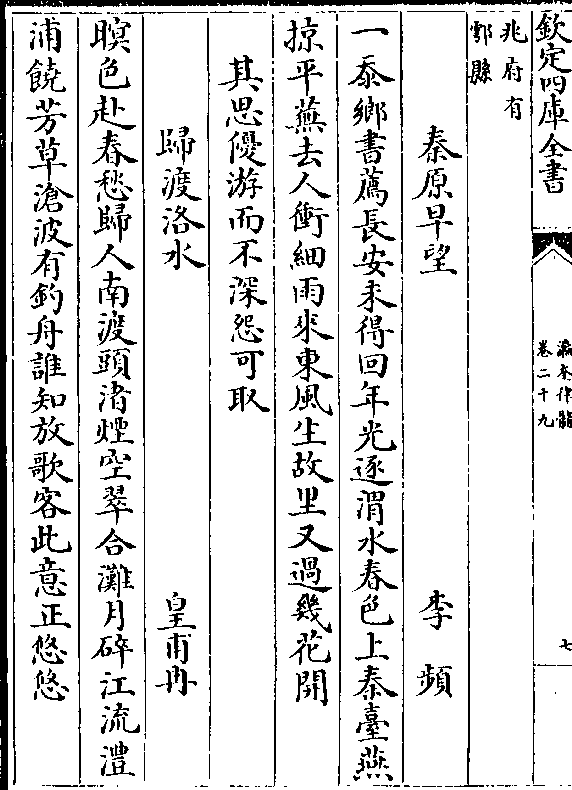 欽定四庫全書
瀛奎律髓
卷二十九
七
兆府有
鄠縣
秦原早望
李頻
一忝鄉書薦長安未得回年光逐渭水春色上秦臺燕
掠平蕪去人衝細雨來東風生故里又過幾花開
其思優游而不深怨可取
歸渡洛水
皇甫冉
暝色赴春愁歸人南渡頭渚煙空翠合灘月碎江流澧
浦饒芳草滄波有釣舟誰知放歌客此意正悠悠